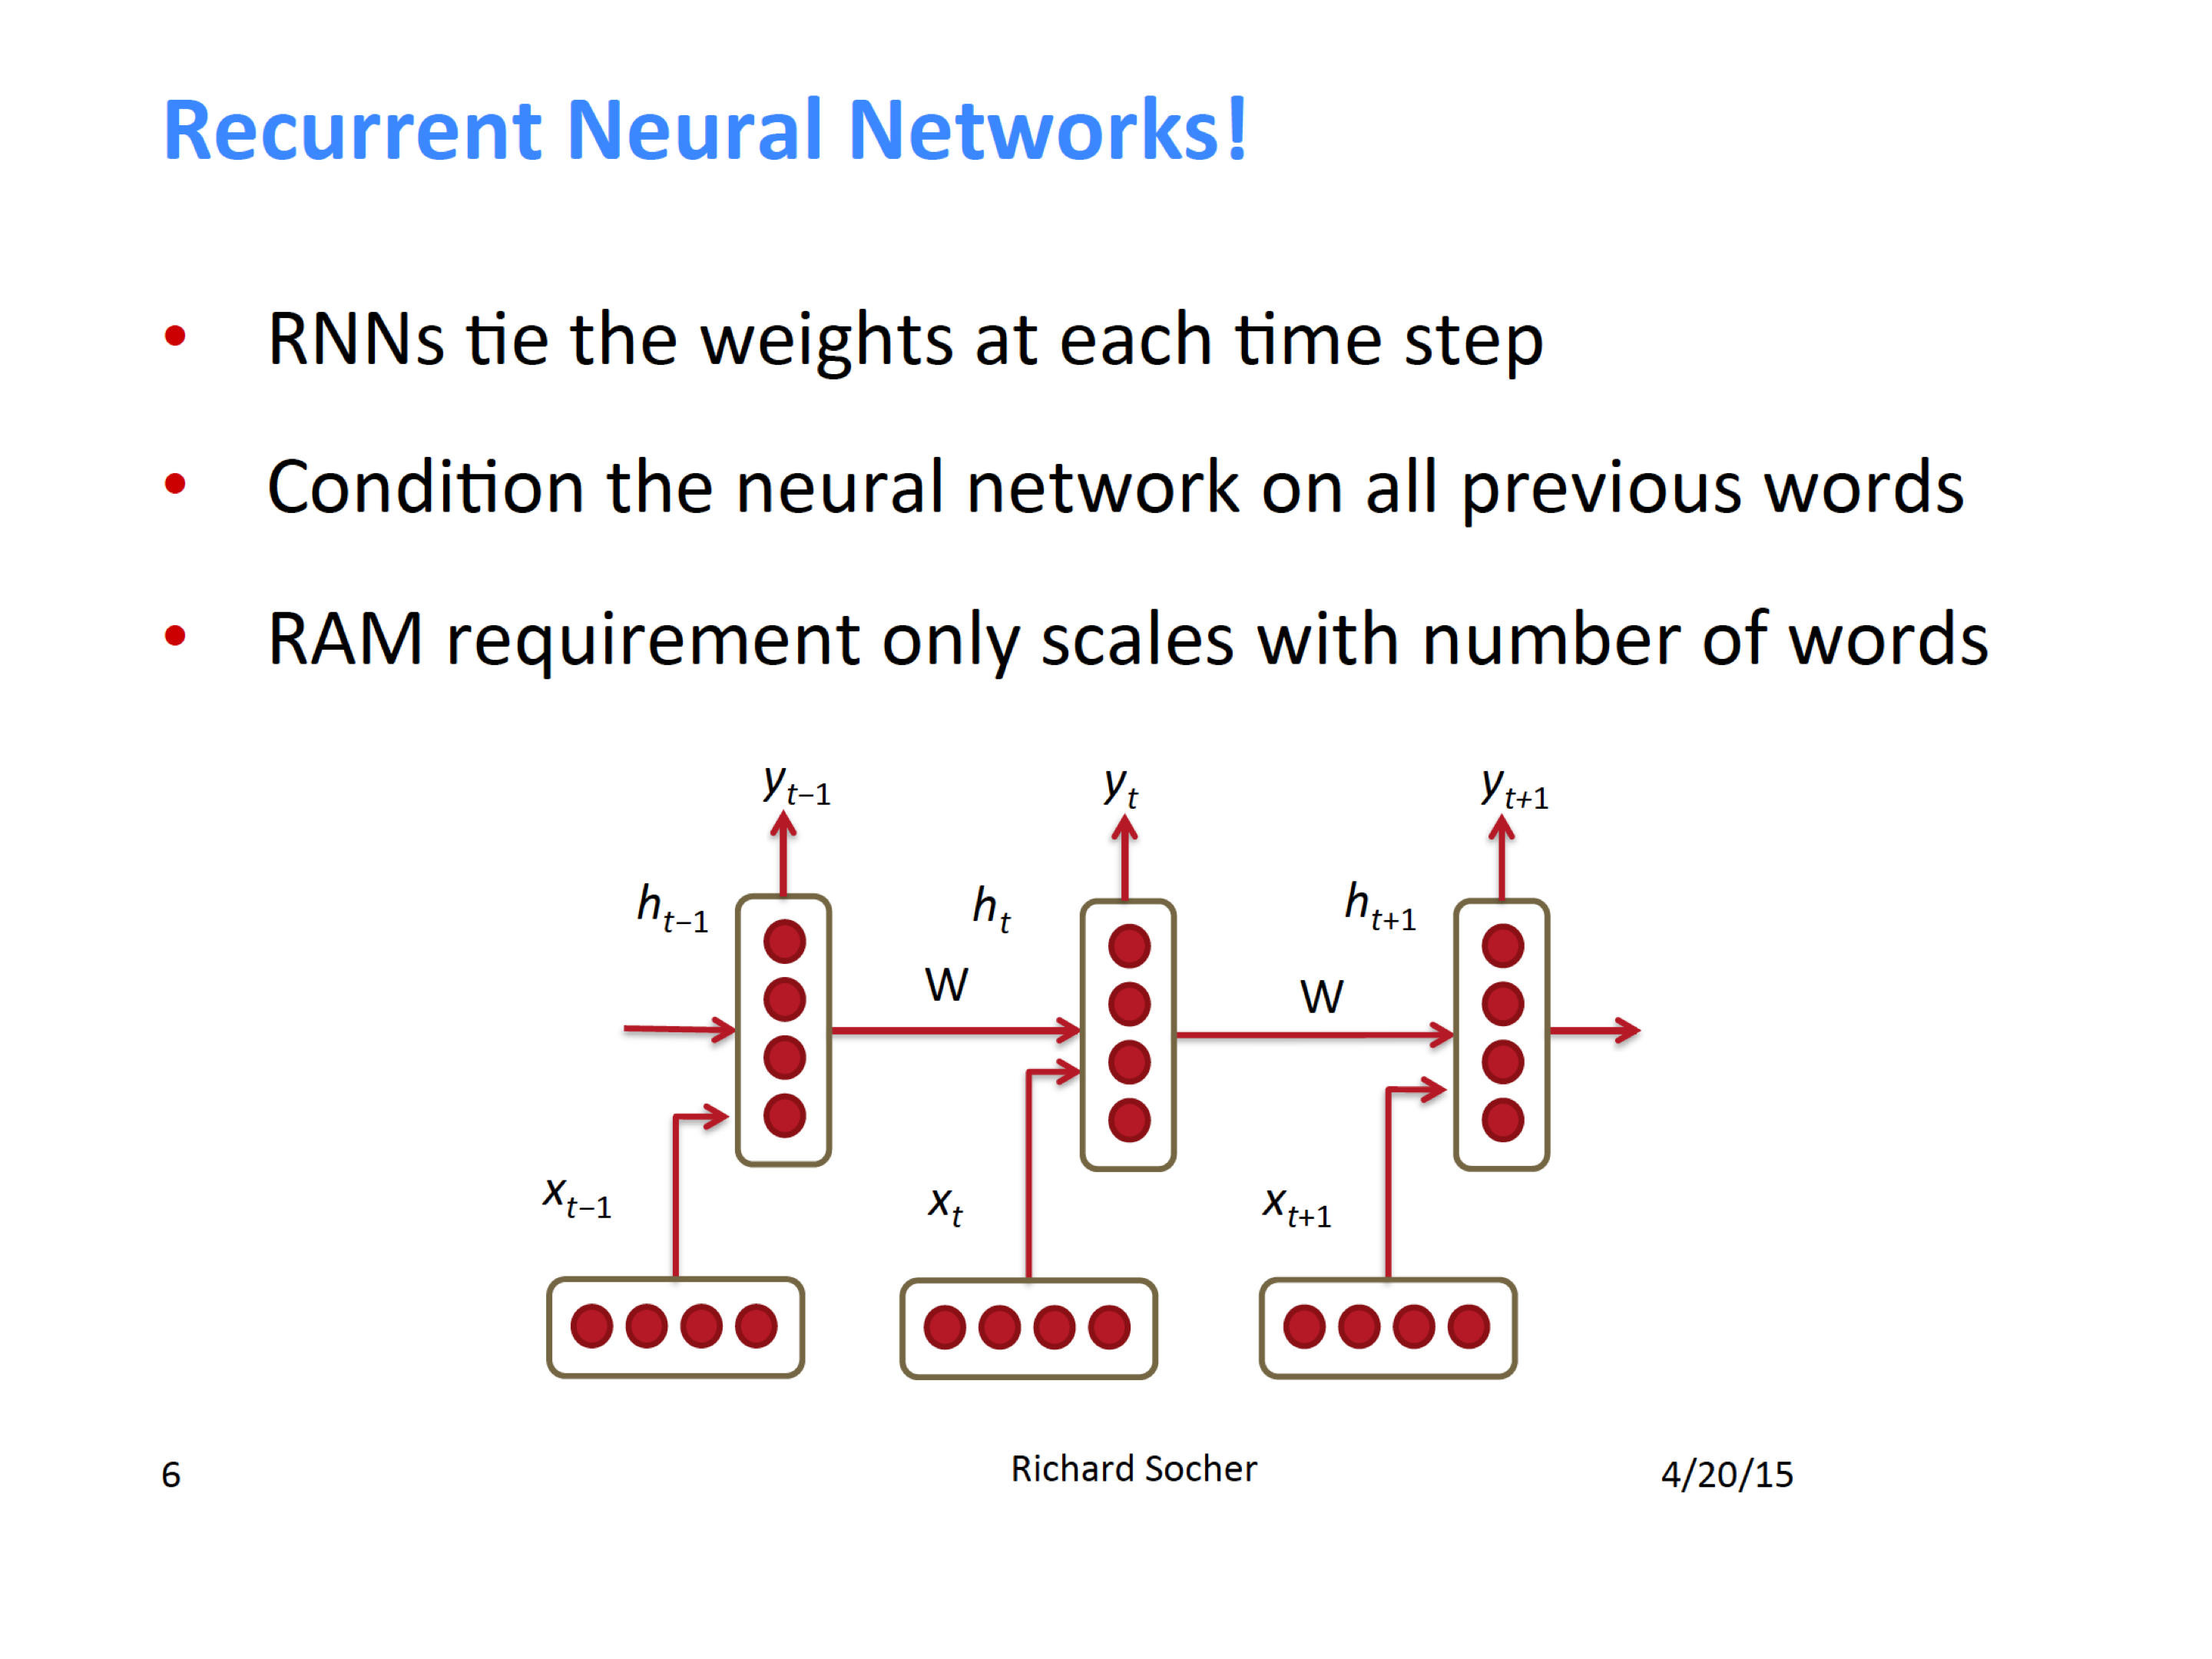 Recurrent Neural Networks!
• RNNs tie the weights at each time step
• Condition the neural network on all previous words
• RAM requirement only scales with number of words
y_{t−1} y_t y_{t+1}
h_{t−1} h_t h_{t+1}
W W
x_{t−1} x_t x_{t+1}
6 Richard Socher 4/20/15